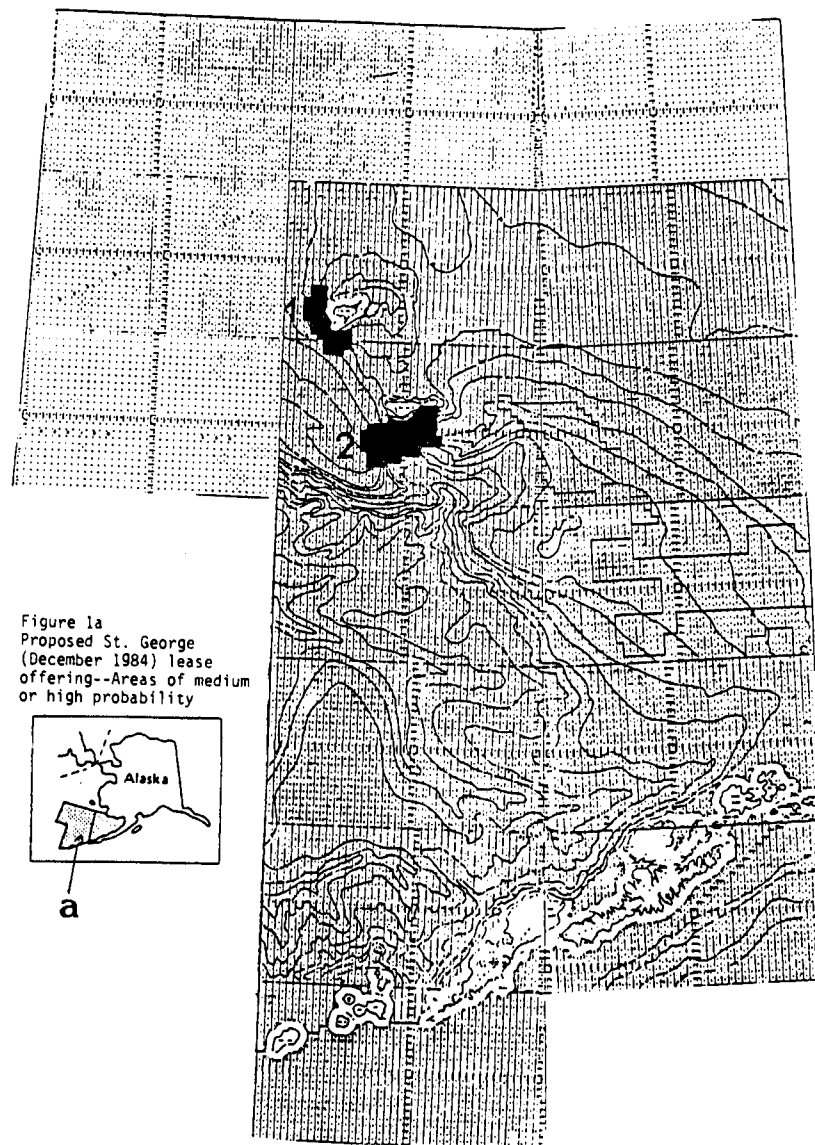 1
2
Figure 1a
Proposed St. George
(December 1984) lease
offering--Areas of medium
or high probability
Alaska
a